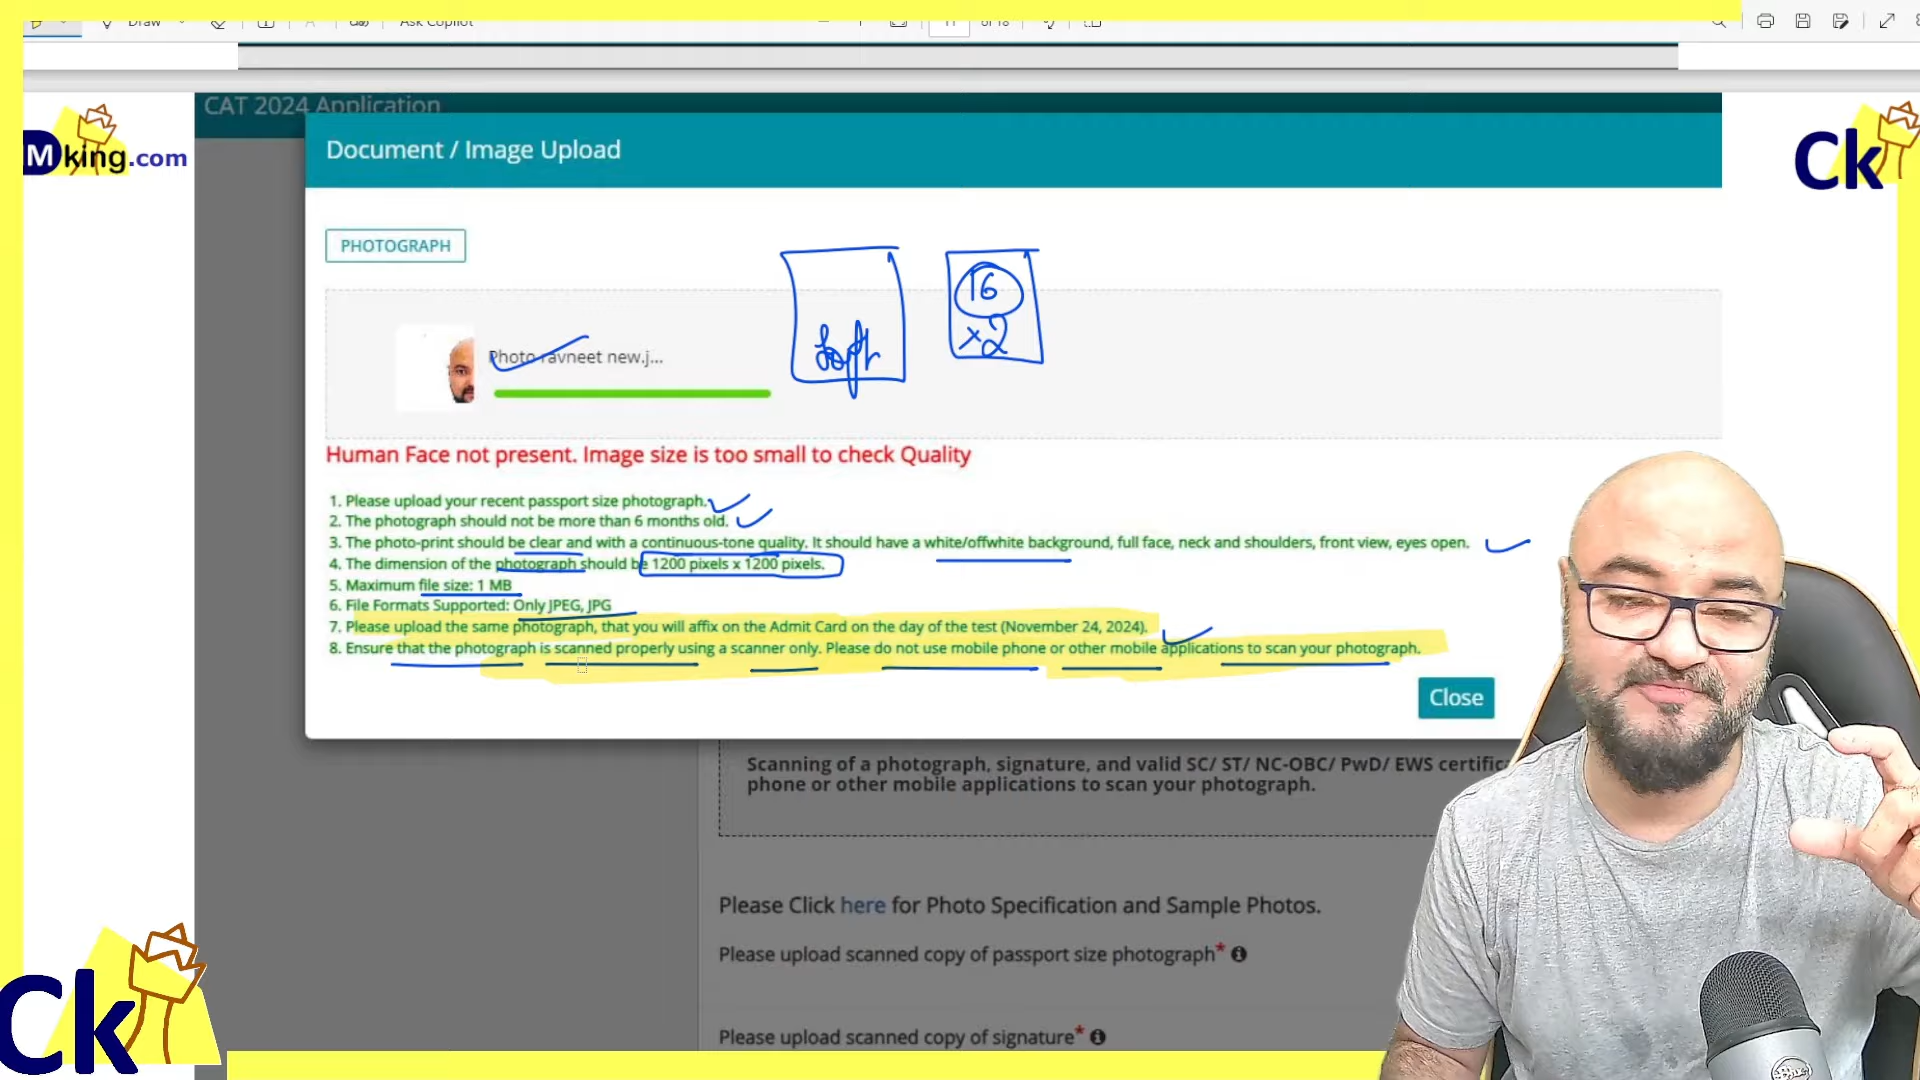 Draw
Ask Copilot
CAT 2024 Application
Document / Image Upload
Mking.com
Ck
PHOTOGRAPH
16
x2
Soft
Photo ravneet new.j...
Human Face not present. Image size is too small to check Quality
1. Please upload your recent passport size photograph.
2. The photograph should not be more than 6 months old.
3. The photo-print should be clear and with a continuous-tone quality. It should have a white/offwhite background, full face, neck and shoulders, front view, eyes open.
4. The dimension of the photograph should be 1200 pixels x 1200 pixels.
5. Maximum file size: 1 MB
6. File Formats Supported: Only JPEG, JPG
7. Please upload the same photograph, that you will affix on the Admit Card on the day of the test (November 24, 2024).
8. Ensure that the photograph is scanned properly using a scanner only. Please do not use mobile phone or other mobile applications to scan your photograph.
Close
Scanning of a photograph, signature, and valid SC/ ST/ NC-OBC/ PwD/ EWS certific
phone or other mobile applications to scan your photograph.
Please Click here for Photo Specification and Sample Photos.
Please upload scanned copy of passport size photograph*
Ck
Please upload scanned copy of signature*
Blue